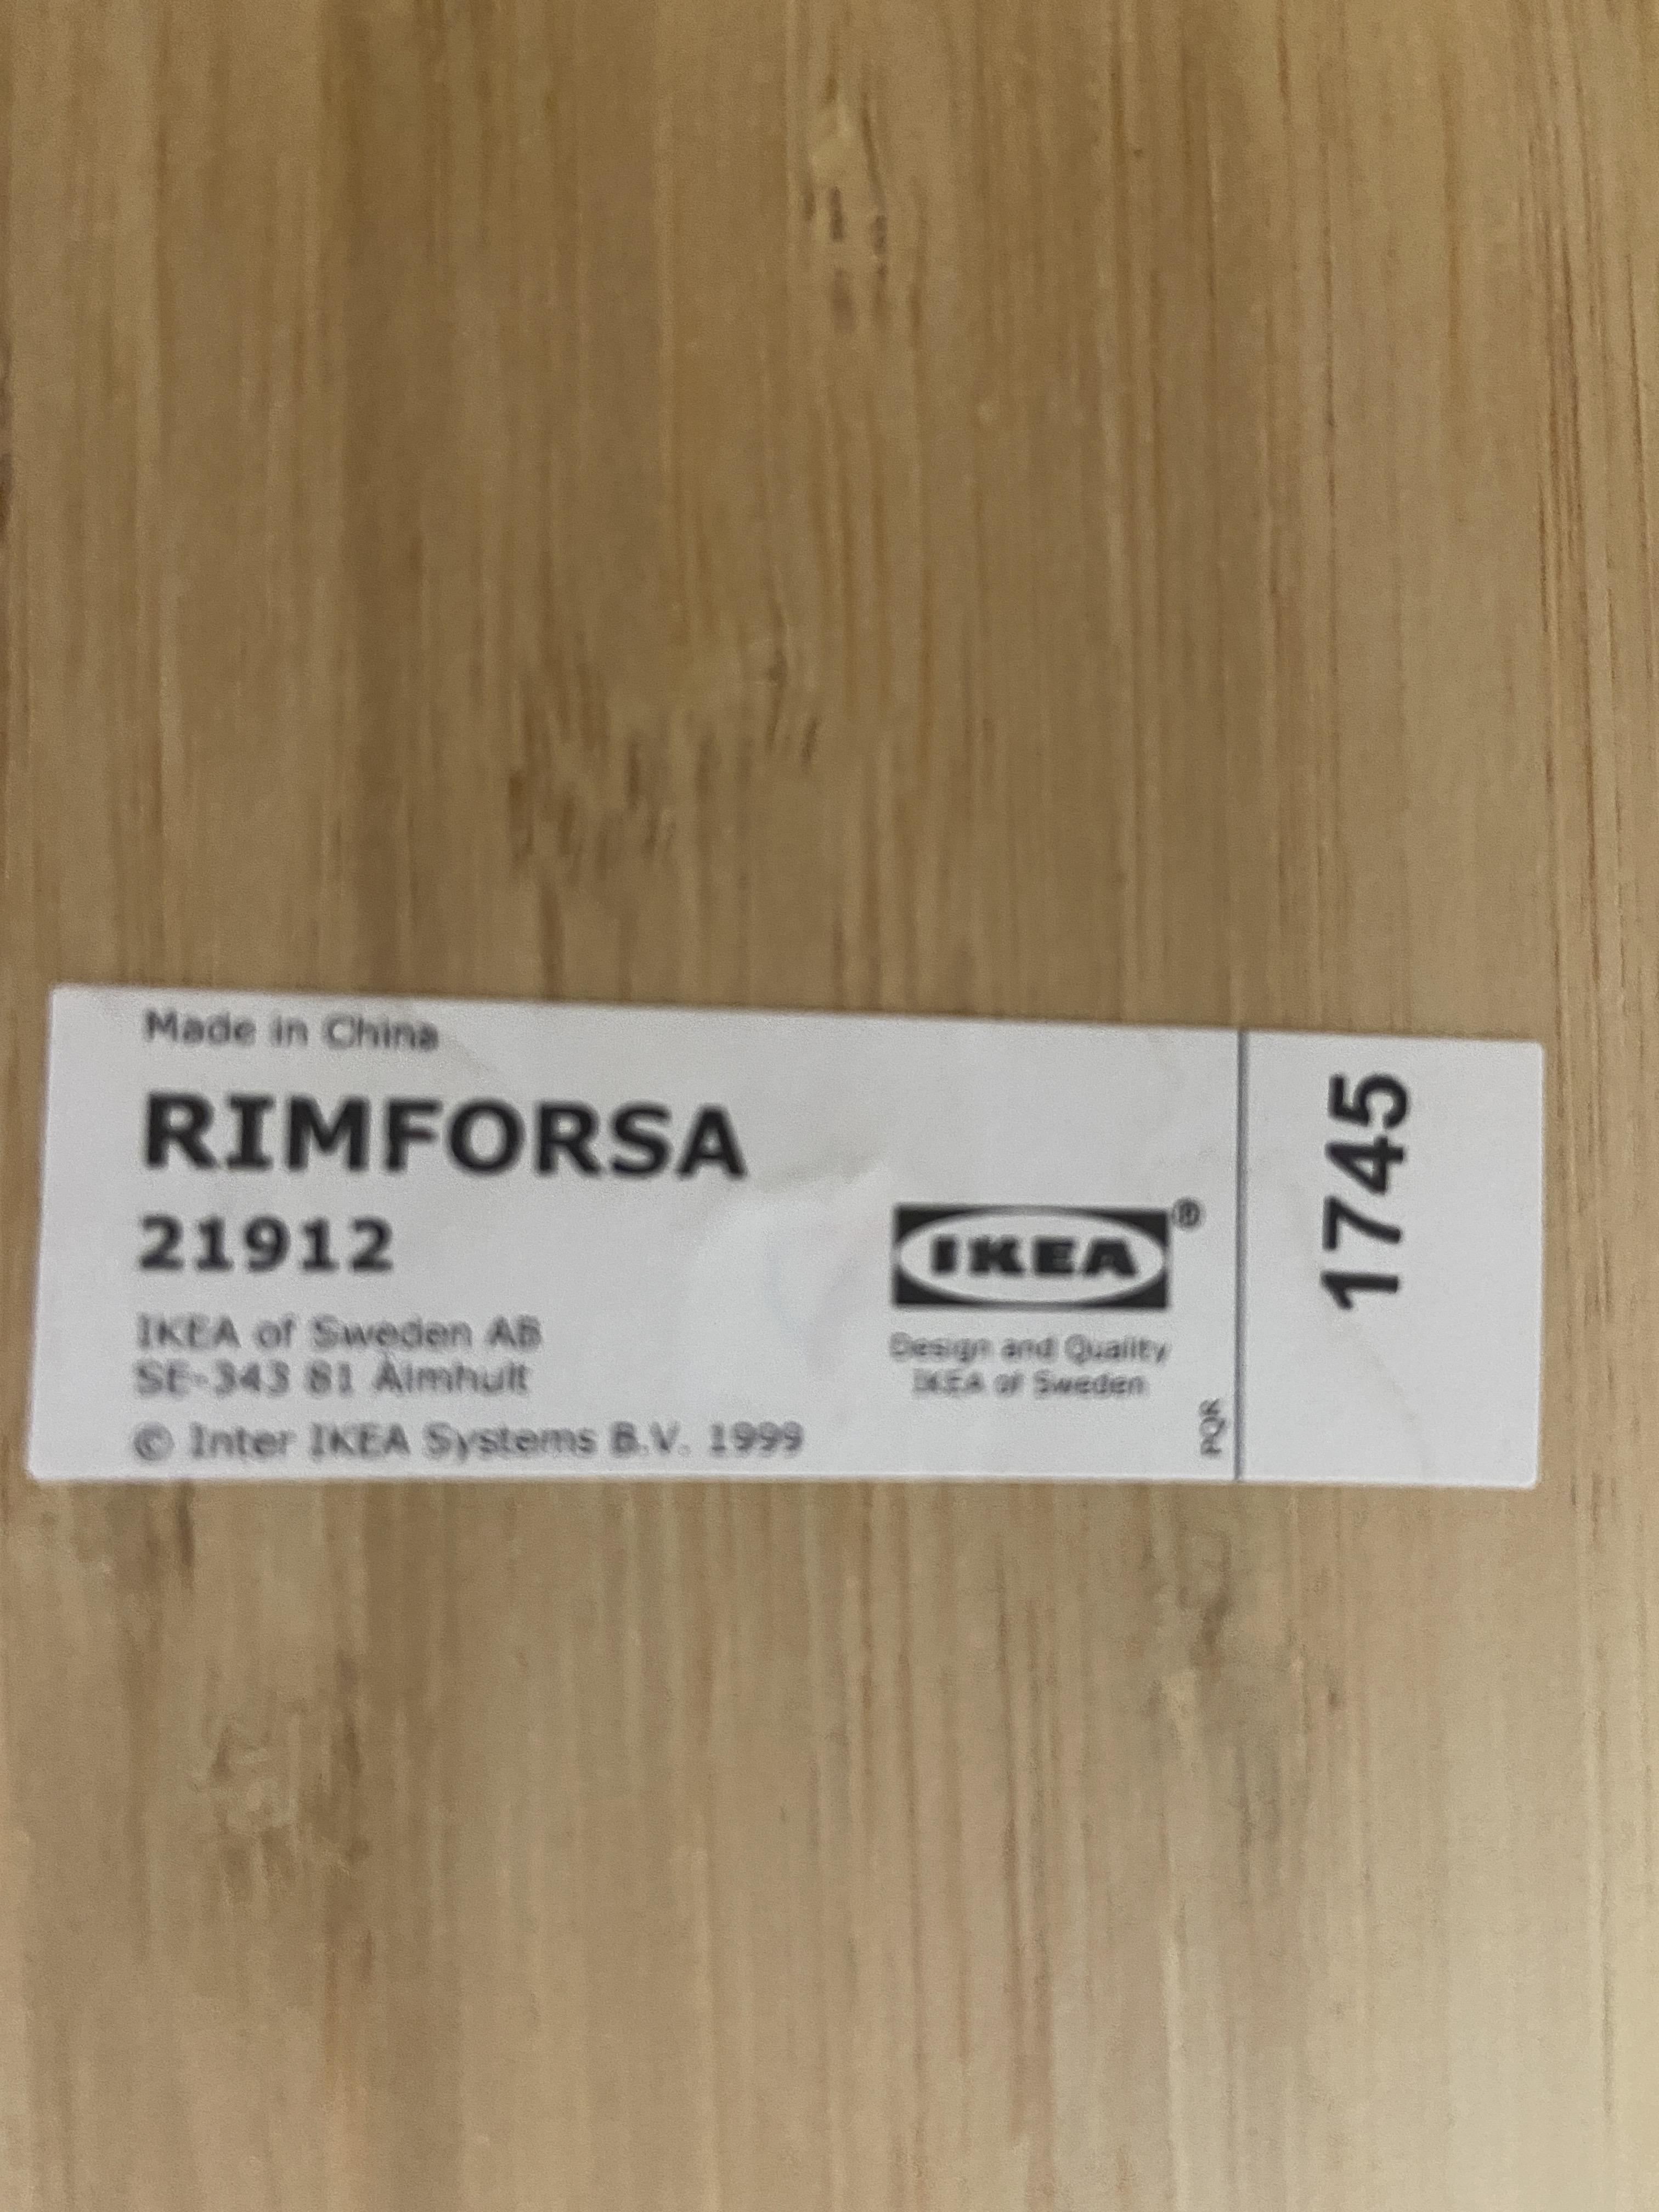 Made in China
RIMFORSA
21912
IKEA of Sweden AB
SE-343 81 Älmhult
© Inter IKEA Systems B.V. 1999
IKEA®
Design and Quality
IKEA of Sweden
PQR
1745